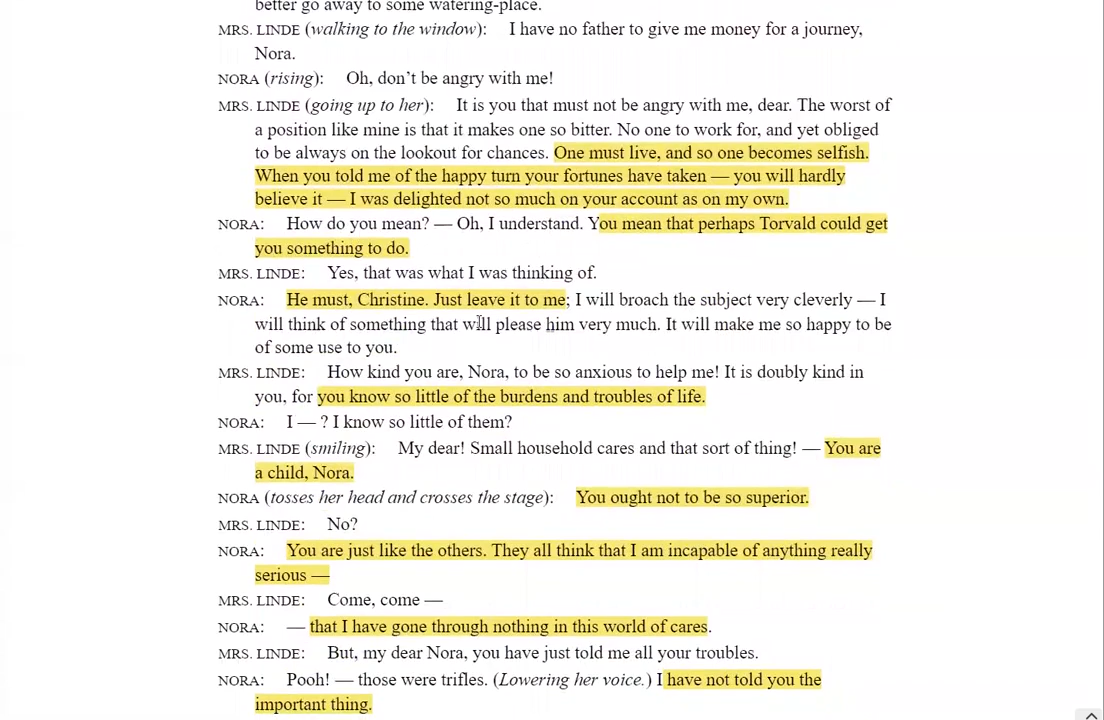 better go away to some watering-place.
MRS. LINDE (walking to the window): I have no father to give me money for a journey,
Nora.
NORA (rising): Oh, don't be angry with me!
MRS. LINDE (going up to her): It is you that must not be angry with me, dear. The worst of
a position like mine is that it makes one so bitter. No one to work for, and yet obliged
to be always on the lookout for chances. One must live, and so one becomes selfish.
When you told me of the happy turn your fortunes have taken — you will hardly
believe it — I was delighted not so much on your account as on my own.
NORA: How do you mean? — Oh, I understand. You mean that perhaps Torvald could get
you something to do.
MRS. LINDE: Yes, that was what I was thinking of.
NORA: He must, Christine. Just leave it to me; I will broach the subject very cleverly — I
will think of something that will please him very much. It will make me so happy to be
of some use to you.
MRS. LINDE: How kind you are, Nora, to be so anxious to help me! It is doubly kind in
you, for you know so little of the burdens and troubles of life.
NORA: I — ? I know so little of them?
MRS. LINDE (smiling): My dear! Small household cares and that sort of thing! — You are
a child, Nora.
NORA (tosses her head and crosses the stage): You ought not to be so superior.
MRS. LINDE: No?
NORA: You are just like the others. They all think that I am incapable of anything really
serious —
MRS. LINDE: Come, come —
NORA: — that I have gone through nothing in this world of cares.
MRS. LINDE: But, my dear Nora, you have just told me all your troubles.
NORA: Pooh! — those were trifles. (Lowering her voice.) I have not told you the
important thing.